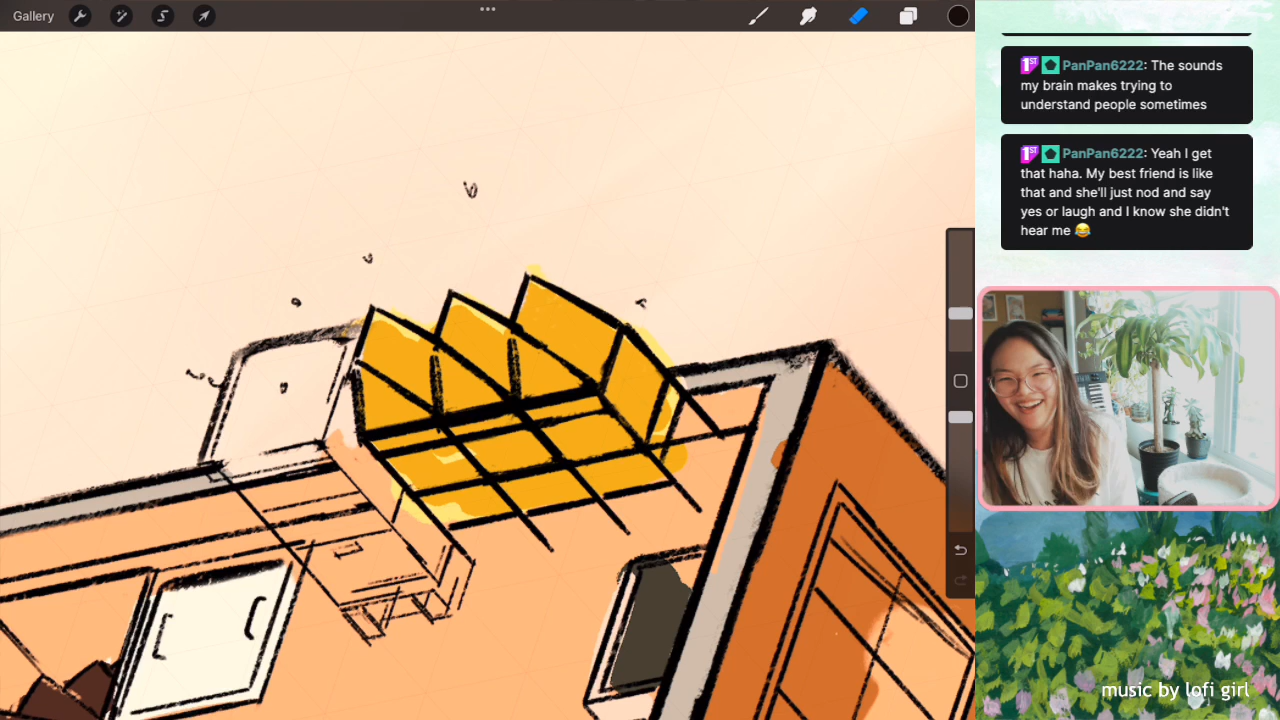 Gallery
1ST PanPan6222: The sounds
my brain makes trying to
understand people sometimes
1ST PanPan6222: Yeah I get
that haha. My best friend is like
that and she'll just nod and say
yes or laugh and I know she didn't
hear me 😂
music by lofi girl